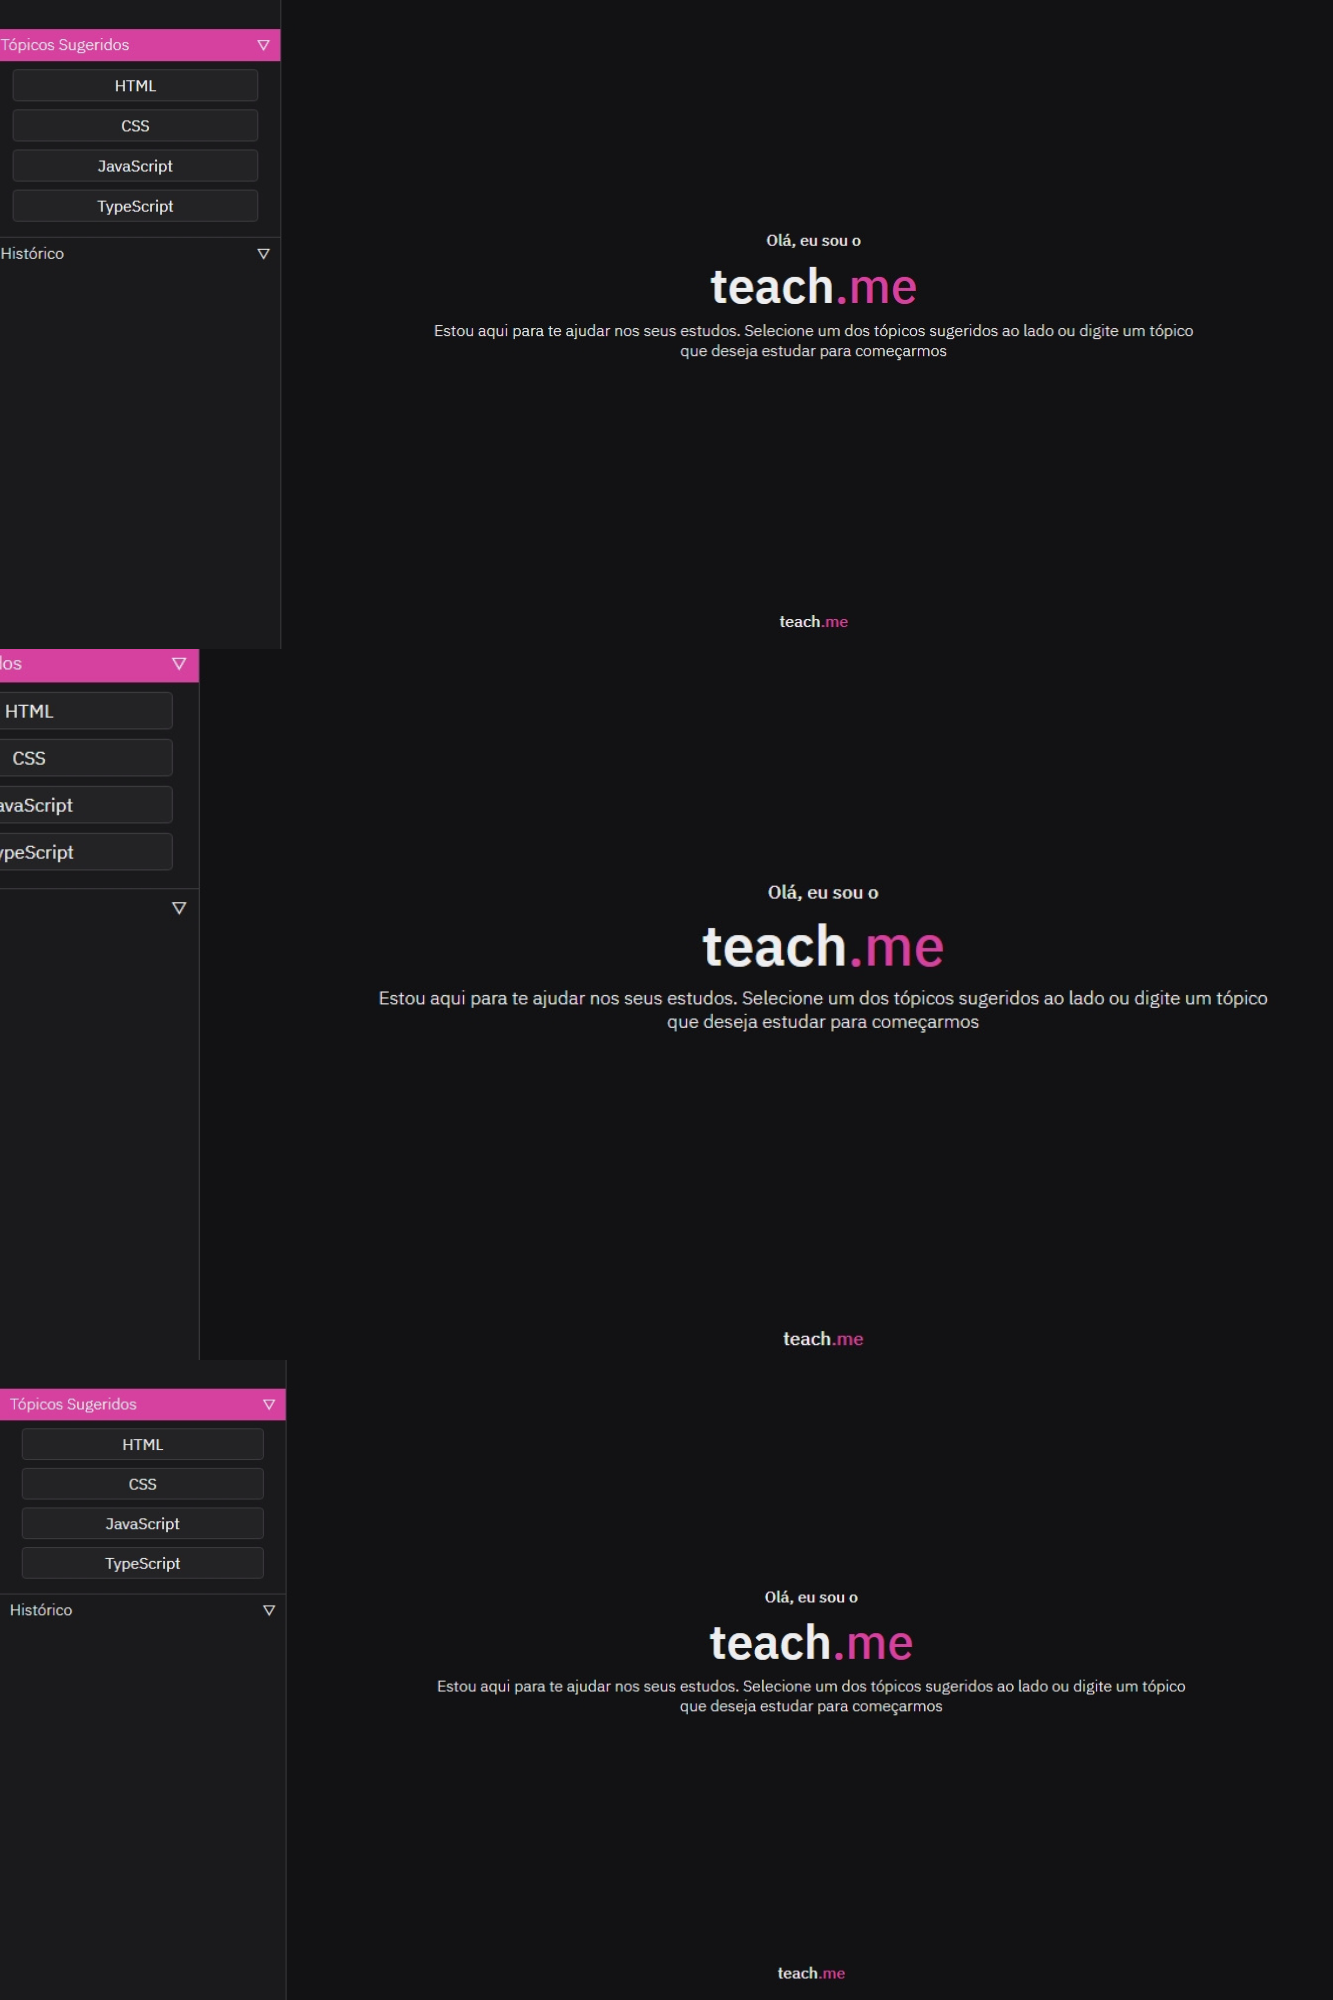 Tópicos Sugeridos
HTML
CSS
JavaScript
TypeScript
Histórico
Olá, eu sou o
teach.me
Estou aqui para te ajudar nos seus estudos. Selecione um dos tópicos sugeridos ao lado ou digite um tópico
que deseja estudar para começarmos
teach.me
dos
HTML
CSS
avaScript
ypeScript
Olá, eu sou o
teach.me
Estou aqui para te ajudar nos seus estudos. Selecione um dos tópicos sugeridos ao lado ou digite um tópico
que deseja estudar para começarmos
teach.me
Tópicos Sugeridos
HTML
CSS
JavaScript
TypeScript
Histórico
Olá, eu sou o
teach.me
Estou aqui para te ajudar nos seus estudos. Selecione um dos tópicos sugeridos ao lado ou digite um tópico
que deseja estudar para começarmos
teach.me